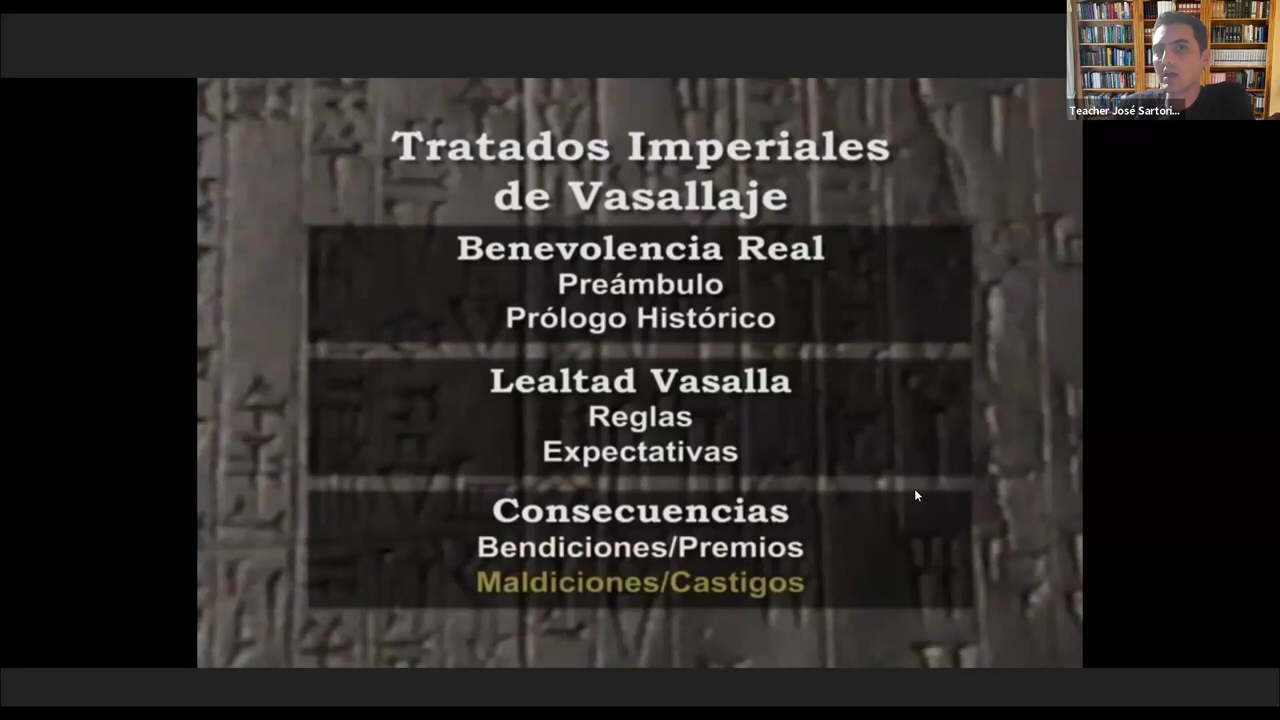 Teacher José Sartori...
Tratados Imperiales
de Vasallaje
Benevolencia Real
Preámbulo
Prólogo Histórico
Lealtad Vasalla
Reglas
Expectativas
Consecuencias
Bendiciones/Premios
Maldiciones/Castigos